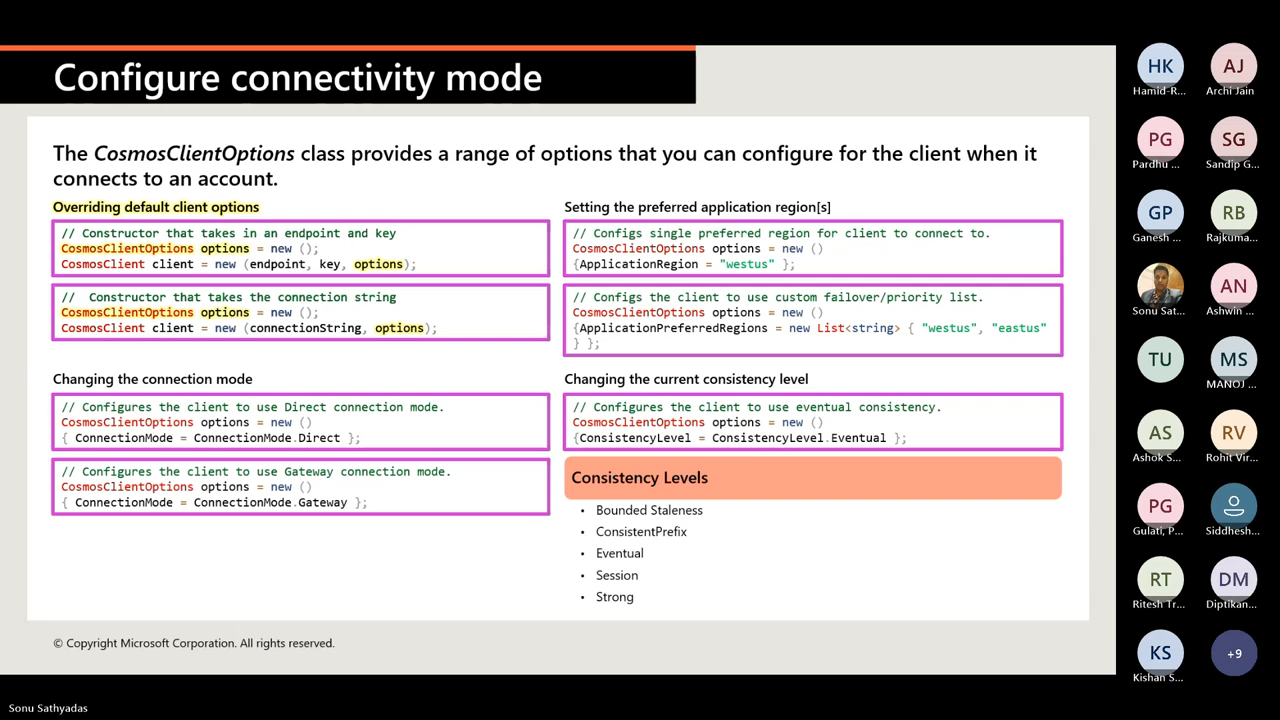 Configure connectivity mode
The CosmosClientOptions class provides a range of options that you can configure for the client when it
connects to an account.
Overriding default client options
// Constructor that takes in an endpoint and key
CosmosClientOptions options = new ();
CosmosClient client = new (endpoint, key, options);
//  Constructor that takes the connection string
CosmosClientOptions options = new ();
CosmosClient client = new (connectionString, options);
Changing the connection mode
// Configures the client to use Direct connection mode.
CosmosClientOptions options = new ()
{ ConnectionMode = ConnectionMode.Direct };
// Configures the client to use Gateway connection mode.
CosmosClientOptions options = new ()
{ ConnectionMode = ConnectionMode.Gateway };
Setting the preferred application region[s]
// Configs single preferred region for client to connect to.
CosmosClientOptions options = new ()
{ApplicationRegion = "westus" };
// Configs the client to use custom failover/priority list.
CosmosClientOptions options = new ()
{ApplicationPreferredRegions = new List<string> { "westus", "eastus"
} };
Changing the current consistency level
// Configures the client to use eventual consistency.
CosmosClientOptions options = new ()
{ConsistencyLevel = ConsistencyLevel.Eventual };
Consistency Levels
• Bounded Staleness
• ConsistentPrefix
• Eventual
• Session
• Strong
© Copyright Microsoft Corporation. All rights reserved.
HK
Hamid-R...
AJ
Archi Jain
PG
Pardhu ...
SG
Sandip G...
GP
Ganesh ...
RB
Rajkuma...
Sonu Sat...
AN
Ashwin ...
TU
MS
MANOJ ...
AS
Ashok S...
RV
Rohit Vir...
PG
Gulati, P...
Siddhesh...
RT
Ritesh Tr...
DM
Diptikan...
KS
Kishan S...
+9
Sonu Sathyadas